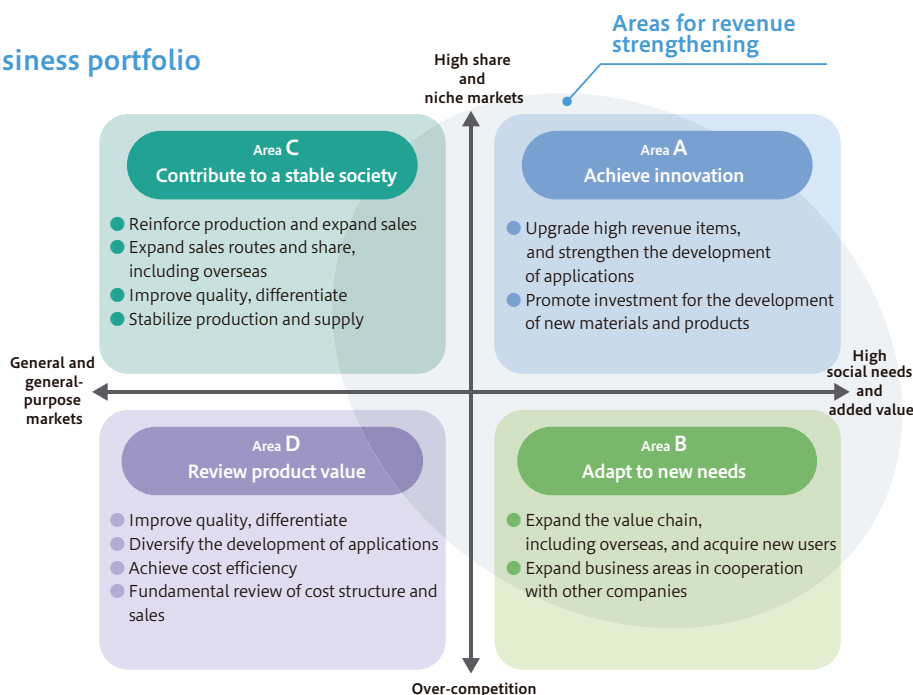 siness portfolio
Areas for revenue
strengthening
High share
and
niche markets
Area C
Contribute to a stable society
Reinforce production and expand sales
Expand sales routes and share,
including overseas
Improve quality, differentiate
Stabilize production and supply
Area A
Achieve innovation
Upgrade high revenue items,
and strengthen the development
of applications
Promote investment for the development
of new materials and products
General and
general-
purpose
markets
High
social needs
and
added value
Area D
Review product value
Improve quality, differentiate
Diversify the development of applications
Achieve cost efficiency
Fundamental review of cost structure and
sales
Area B
Adapt to new needs
Expand the value chain,
including overseas, and acquire new users
Expand business areas in cooperation
with other companies
Over-competition